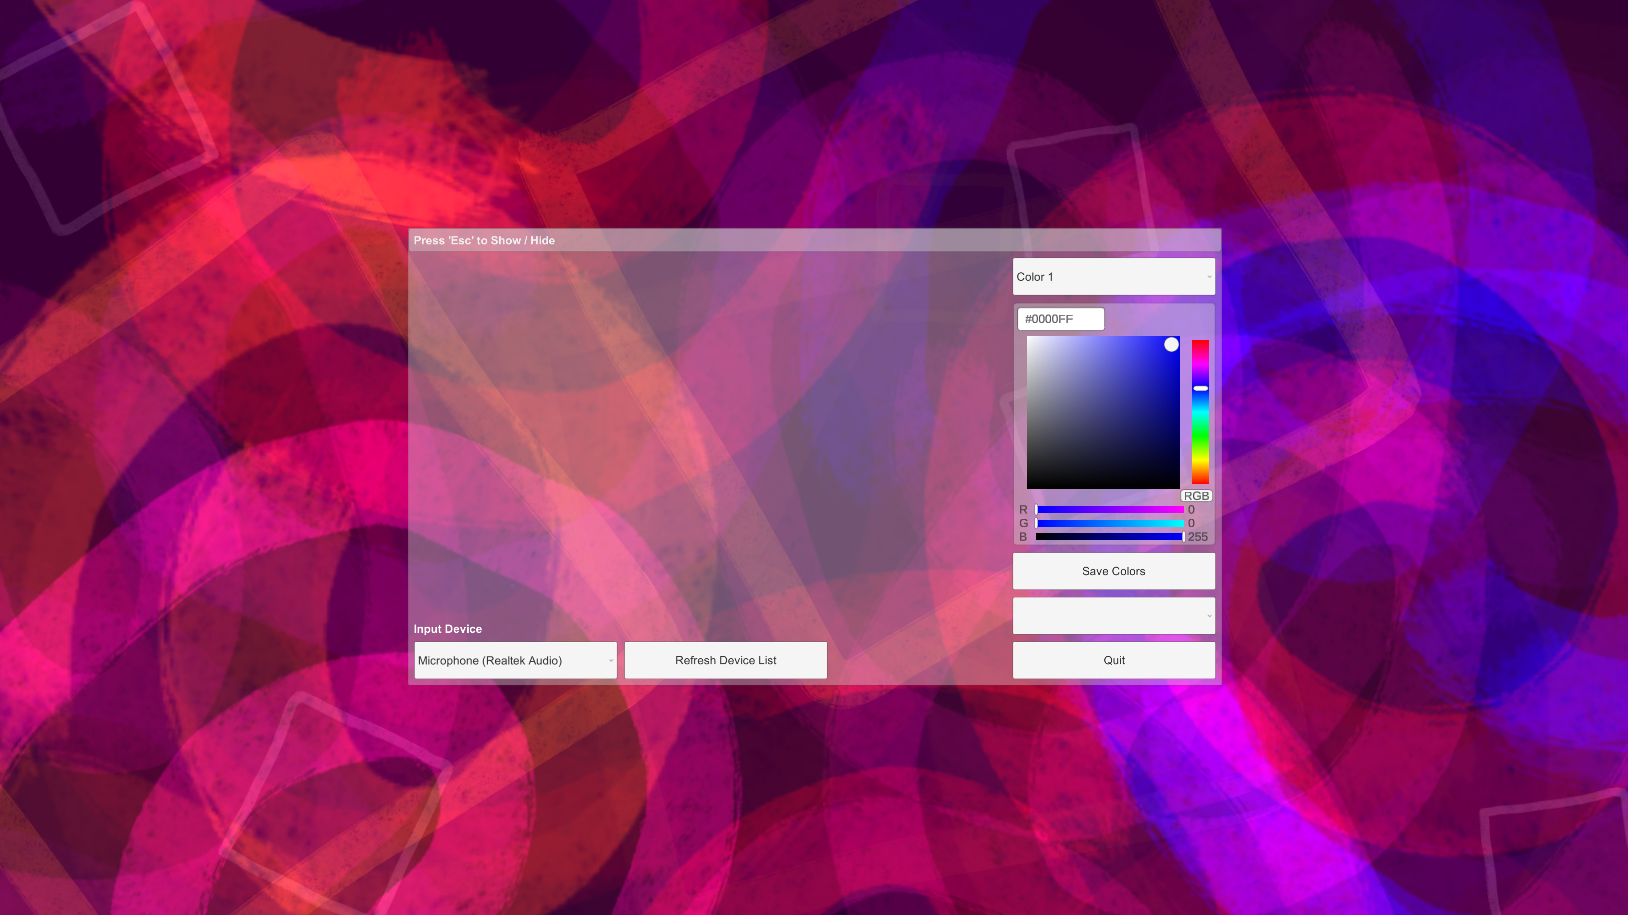 Press 'Esc' to Show / Hide
Color 1
#0000FF
RGB
R 0
G 0
B 255
Save Colors
Input Device
Microphone (Realtek Audio)
Refresh Device List
Quit